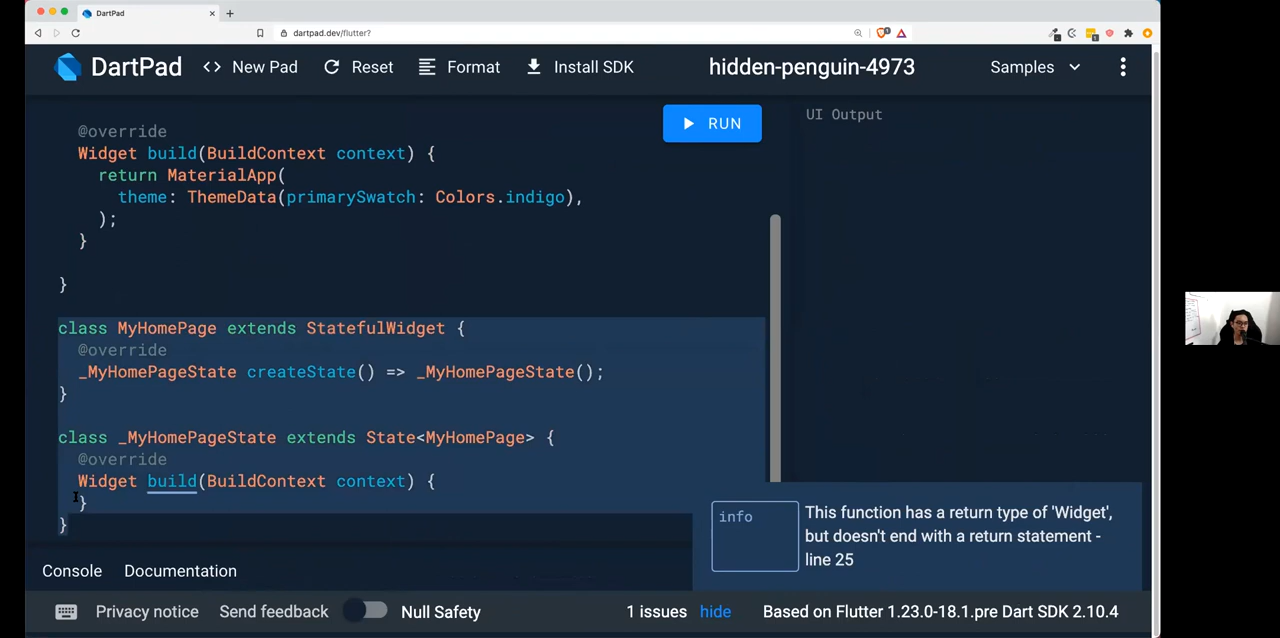 DartPad
dartpad.dev/flutter?
DartPad
<> New Pad
Reset
Format
Install SDK
hidden-penguin-4973
Samples
@override
Widget build(BuildContext context) {
return MaterialApp(
theme: ThemeData(primarySwatch: Colors.indigo),
);
}
}
class MyHomePage extends StatefulWidget {
@override
_MyHomePageState createState() => _MyHomePageState();
}
class _MyHomePageState extends State<MyHomePage> {
@override
Widget build(BuildContext context) {
}
}
RUN
UI Output
info
This function has a return type of 'Widget',
but doesn't end with a return statement -
line 25
Console
Documentation
Privacy notice
Send feedback
Null Safety
1 issues
hide
Based on Flutter 1.23.0-18.1.pre Dart SDK 2.10.4